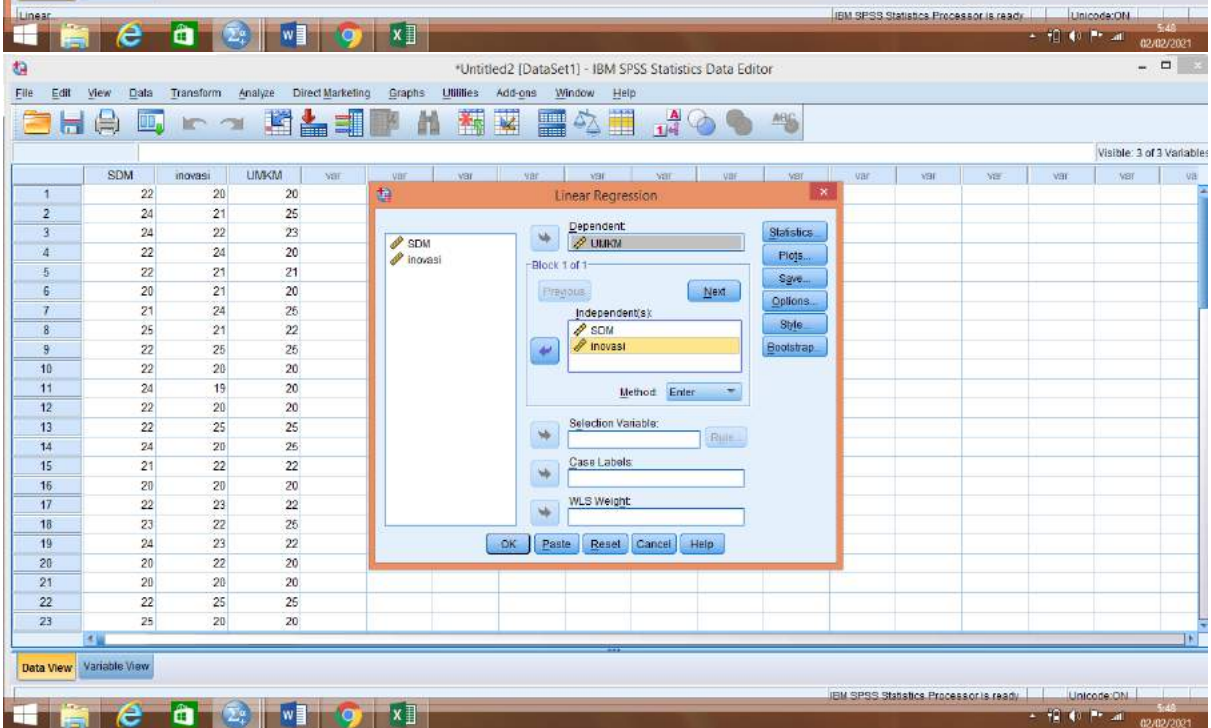 Linear... IBM SPSS Statistics Processor is ready Unicode:ON
5:48
02/02/2021
*Untitled2 [DataSet1] - IBM SPSS Statistics Data Editor
File Edit View Data Transform Analyze Direct Marketing Graphs Utilities Add-ons Window Help
Visible: 3 of 3 Variables
SDM inovasi UMKM var var var var var var var var var var var var var va
1 22 20 20
2 24 21 25
3 24 22 23
4 22 24 20
5 22 21 21
6 20 21 20
7 21 24 25
8 25 21 22
9 22 25 25
10 22 20 20
11 24 19 20
12 22 20 20
13 22 25 25
14 24 20 25
15 21 22 22
16 20 20 20
17 22 23 22
18 23 22 25
19 24 23 22
20 20 22 20
21 20 20 20
22 22 25 25
23 25 20 20
Linear Regression
SDM
inovasi
Dependent:
UMKM
Block 1 of 1
Previous Next
Independent(s):
SDM
inovasi
Method: Enter
Selection Variable:
Rule...
Case Labels:
WLS Weight:
Statistics...
Plots...
Save...
Options...
Style...
Bootstrap...
OK Paste Reset Cancel Help
Data View Variable View
IBM SPSS Statistics Processor is ready Unicode:ON
5:48
02/02/2021